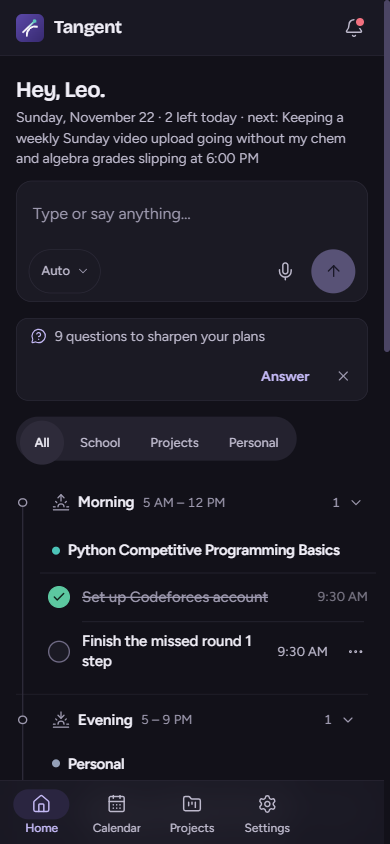 Tangent
Hey, Leo.
Sunday, November 22 · 2 left today · next: Keeping a
weekly Sunday video upload going without my chem
and algebra grades slipping at 6:00 PM
Type or say anything...
Auto
9 questions to sharpen your plans
Answer
All School Projects Personal
Morning 5 AM – 12 PM 1
Python Competitive Programming Basics
Set up Codeforces account 9:30 AM
Finish the missed round 1
step 9:30 AM
Evening 5 – 9 PM 1
Personal
Home Calendar Projects Settings